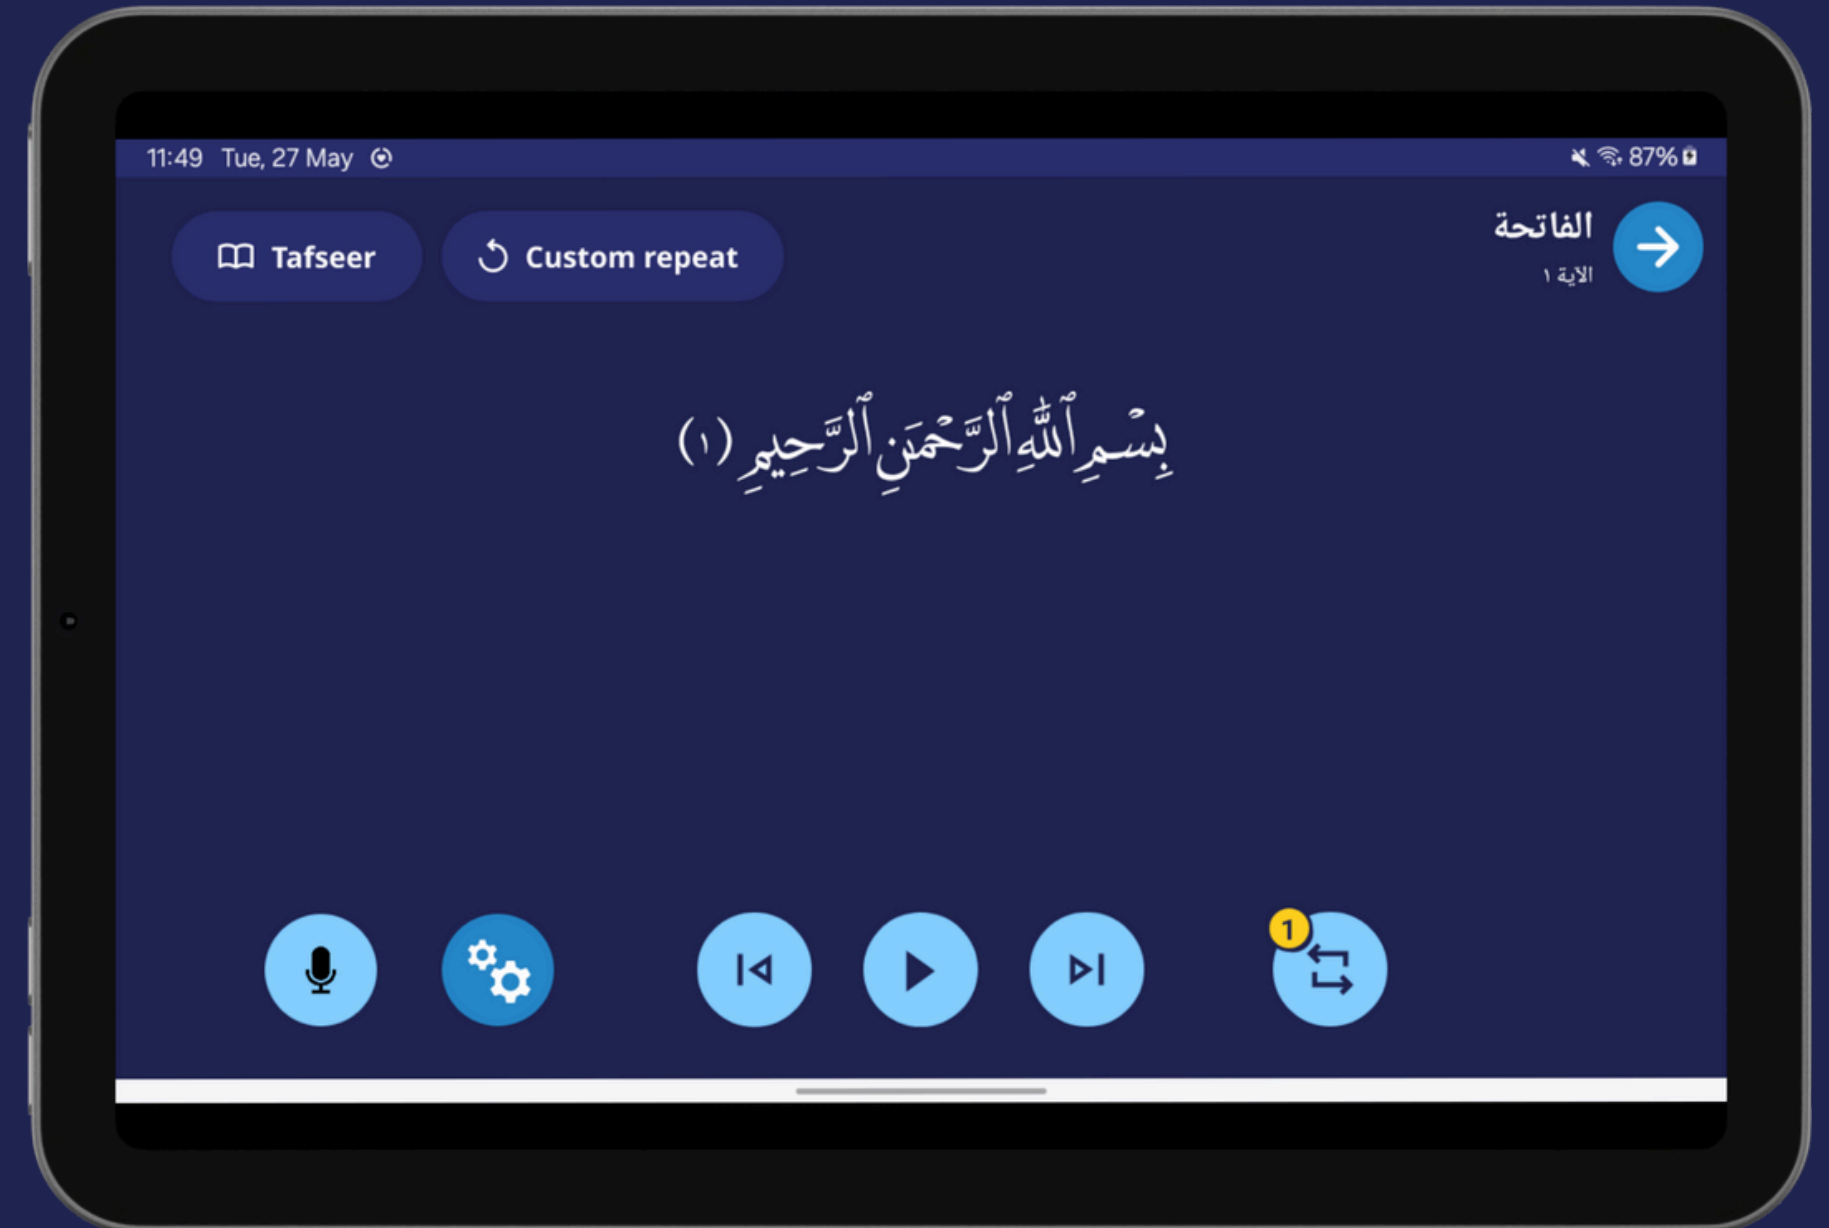 11:49 Tue, 27 May 87%
Tafseer
Custom repeat
الفاتحة
الآية ١
بِسْمِ ٱللَّهِ ٱلرَّحْمَٰنِ ٱلرَّحِيمِ (١)
1